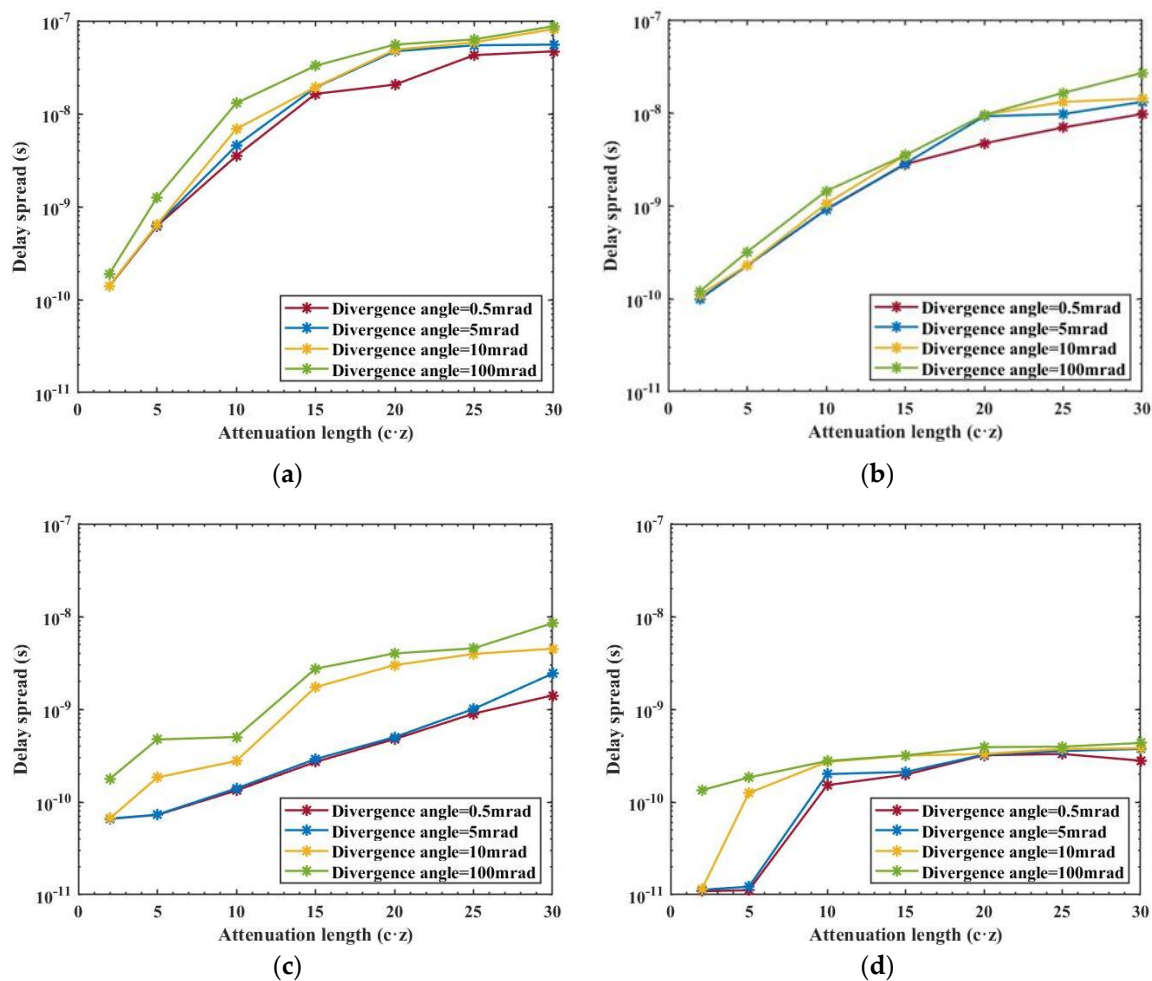 10⁻⁷
10⁻⁸
10⁻⁹
10⁻¹⁰
10⁻¹¹
Delay spread (s)
Divergence angle=0.5mrad
Divergence angle=5mrad
Divergence angle=10mrad
Divergence angle=100mrad
0 5 10 15 20 25 30
Attenuation length (c·z)
(a)
10⁻⁷
10⁻⁸
10⁻⁹
10⁻¹⁰
10⁻¹¹
Delay spread (s)
Divergence angle=0.5mrad
Divergence angle=5mrad
Divergence angle=10mrad
Divergence angle=100mrad
0 5 10 15 20 25 30
Attenuation length (c·z)
(b)
10⁻⁷
10⁻⁸
10⁻⁹
10⁻¹⁰
10⁻¹¹
Delay spread (s)
Divergence angle=0.5mrad
Divergence angle=5mrad
Divergence angle=10mrad
Divergence angle=100mrad
0 5 10 15 20 25 30
Attenuation length (c·z)
(c)
10⁻⁷
10⁻⁸
10⁻⁹
10⁻¹⁰
10⁻¹¹
Delay spread (s)
Divergence angle=0.5mrad
Divergence angle=5mrad
Divergence angle=10mrad
Divergence angle=100mrad
0 5 10 15 20 25 30
Attenuation length (c·z)
(d)